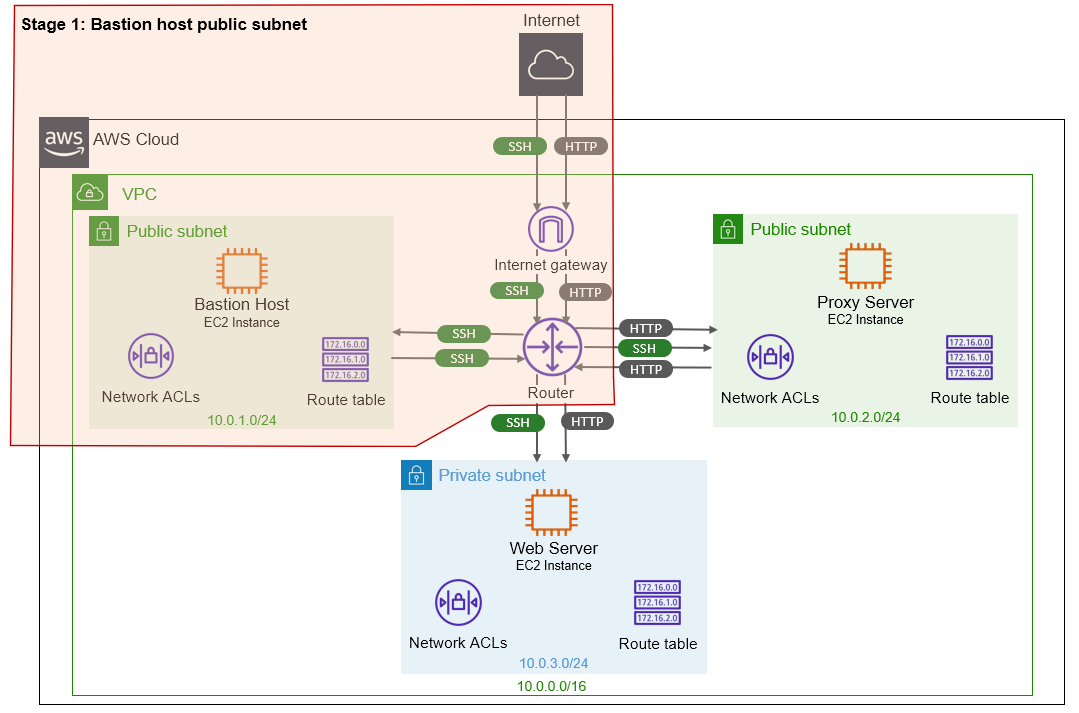 Stage 1: Bastion host public subnet
Internet
aws
AWS Cloud
SSH
HTTP
VPC
Public subnet
Bastion Host
EC2 Instance
Network ACLs
172.16.0.0
172.16.1.0
172.16.2.0
Route table
10.0.1.0/24
Internet gateway
SSH
HTTP
SSH
SSH
Router
HTTP
SSH
HTTP
Public subnet
Proxy Server
EC2 Instance
Network ACLs
172.16.0.0
172.16.1.0
172.16.2.0
Route table
10.0.2.0/24
SSH
HTTP
Private subnet
Web Server
EC2 Instance
Network ACLs
172.16.0.0
172.16.1.0
172.16.2.0
Route table
10.0.3.0/24
10.0.0.0/16